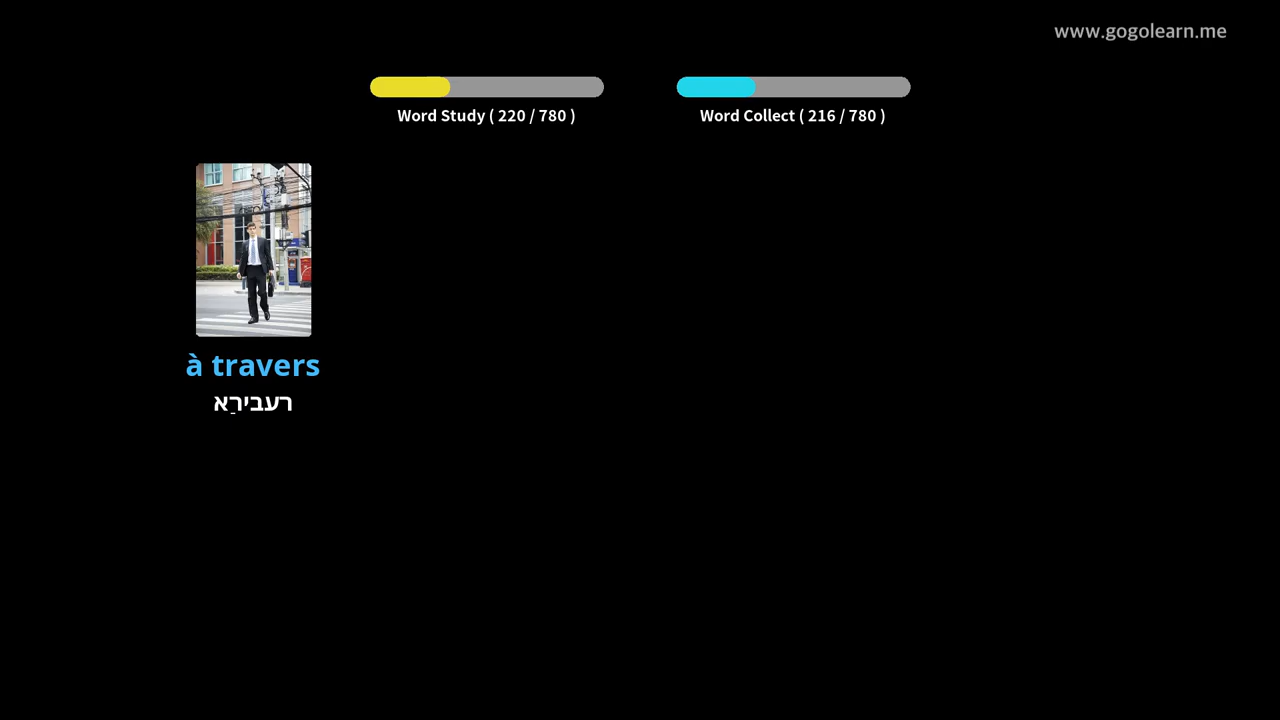 www.gogolearn.me
Word Study ( 220 / 780 )
Word Collect ( 216 / 780 )
à travers
רעבירַא